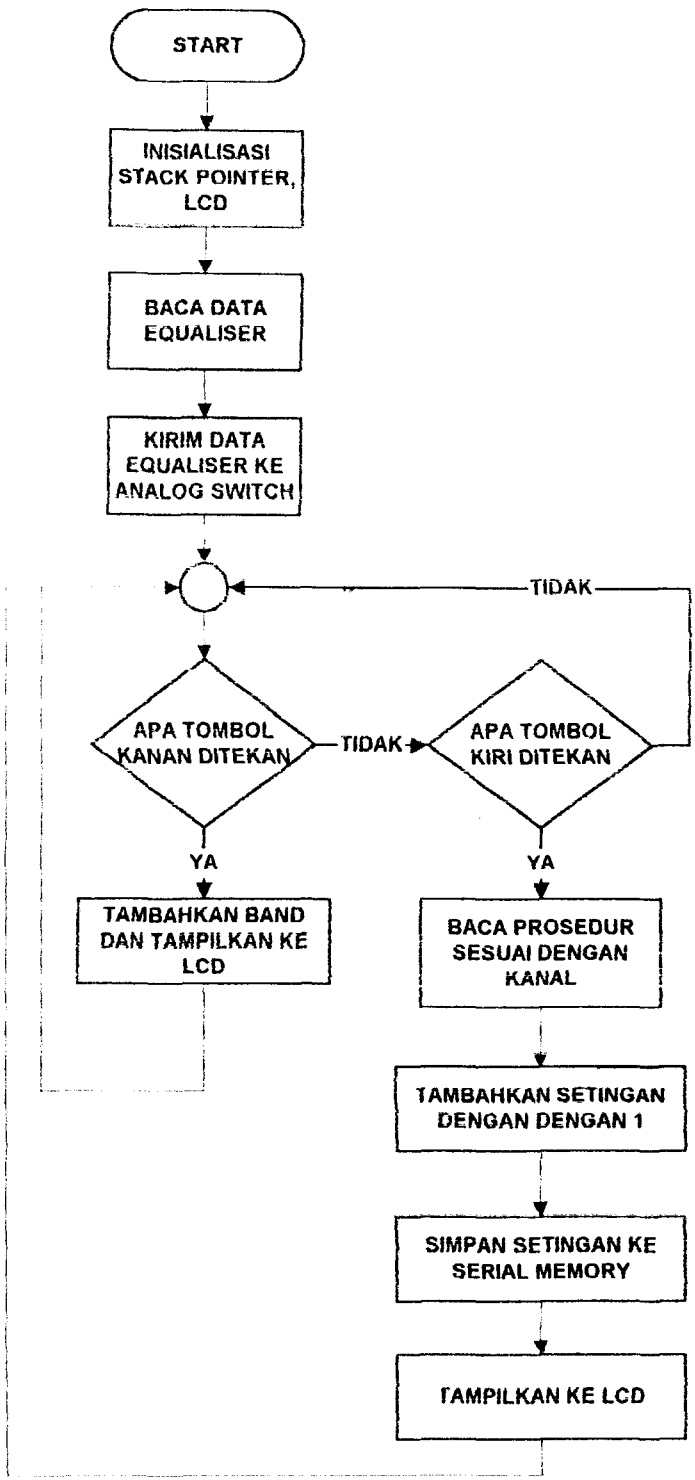 START
INISIALISASI
STACK POINTER,
LCD
BACA DATA
EQUALISER
KIRIM DATA
EQUALISER KE
ANALOG SWITCH
TIDAK
APA TOMBOL
KANAN DITEKAN
TIDAK
APA TOMBOL
KIRI DITEKAN
YA
YA
TAMBAHKAN BAND
DAN TAMPILKAN KE
LCD
BACA PROSEDUR
SESUAI DENGAN
KANAL
TAMBAHKAN SETINGAN
DENGAN DENGAN 1
SIMPAN SETINGAN KE
SERIAL MEMORY
TAMPILKAN KE LCD